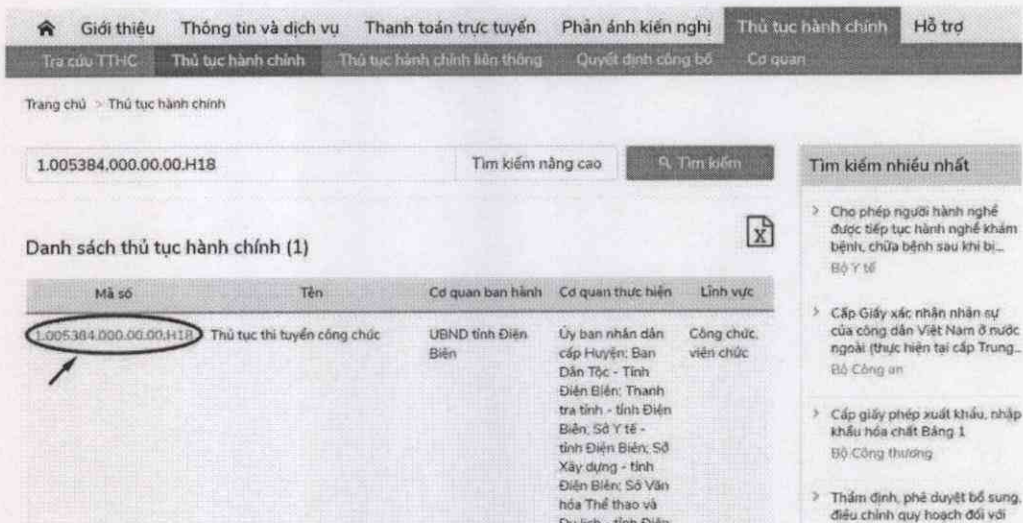 Giới thiệu Thông tin và dịch vụ Thanh toán trực tuyến Phản ánh kiến nghị Thủ tục hành chính Hỗ trợ
Tra cứu TTHC Thủ tục hành chính Thủ tục hành chính liên thông Quyết định công bố Cơ quan
Trang chủ > Thủ tục hành chính
1.005384.000.00.00.H18 Tìm kiếm nâng cao Tìm kiếm
Danh sách thủ tục hành chính (1)
Mã số Tên Cơ quan ban hành Cơ quan thực hiện Lĩnh vực
1.005384.000.00.00.H18
Thủ tục thi tuyển công chức
UBND tỉnh Điện
Biên
Ủy ban nhân dân
cấp Huyện; Ban
Dân Tộc - Tỉnh
Điện Biên; Thanh
tra tỉnh - tỉnh Điện
Biên; Sở Y tế -
tỉnh Điện Biên; Sở
Xây dựng - tỉnh
Điện Biên; Sở Văn
hóa Thể thao và
Du lịch - tỉnh Điện
Công chức,
viên chức
Tìm kiếm nhiều nhất
> Cho phép người hành nghề
được tiếp tục hành nghề khám
bệnh, chữa bệnh sau khi bị...
Bộ Y tế
> Cấp Giấy xác nhận nhân sự
của công dân Việt Nam ở nước
ngoài (thực hiện tại cấp Trung...
Bộ Công an
> Cấp giấy phép xuất khẩu, nhập
khẩu hóa chất Bảng 1
Bộ Công thương
> Thẩm định, phê duyệt bổ sung,
điều chỉnh quy hoạch đối với